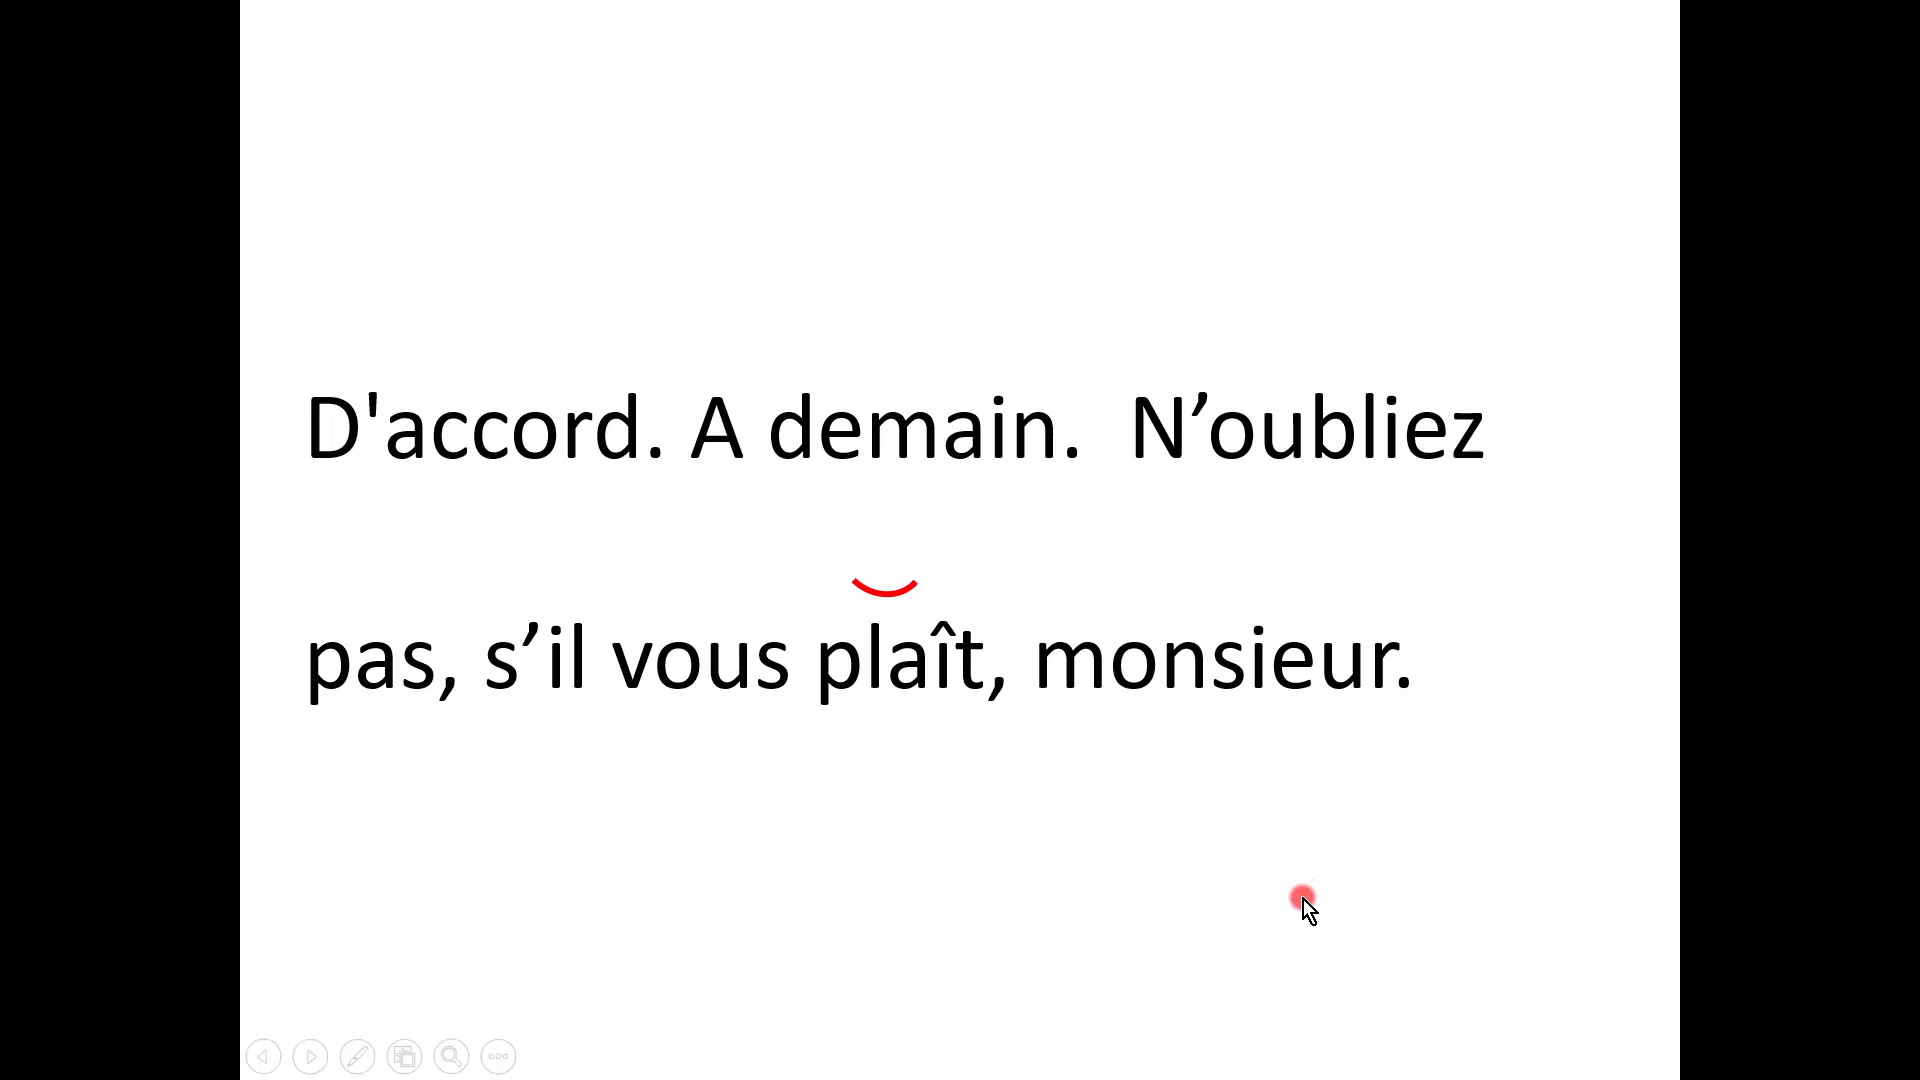 D'accord. A demain.  N’oubliez
pas, s’il vous plaît, monsieur.